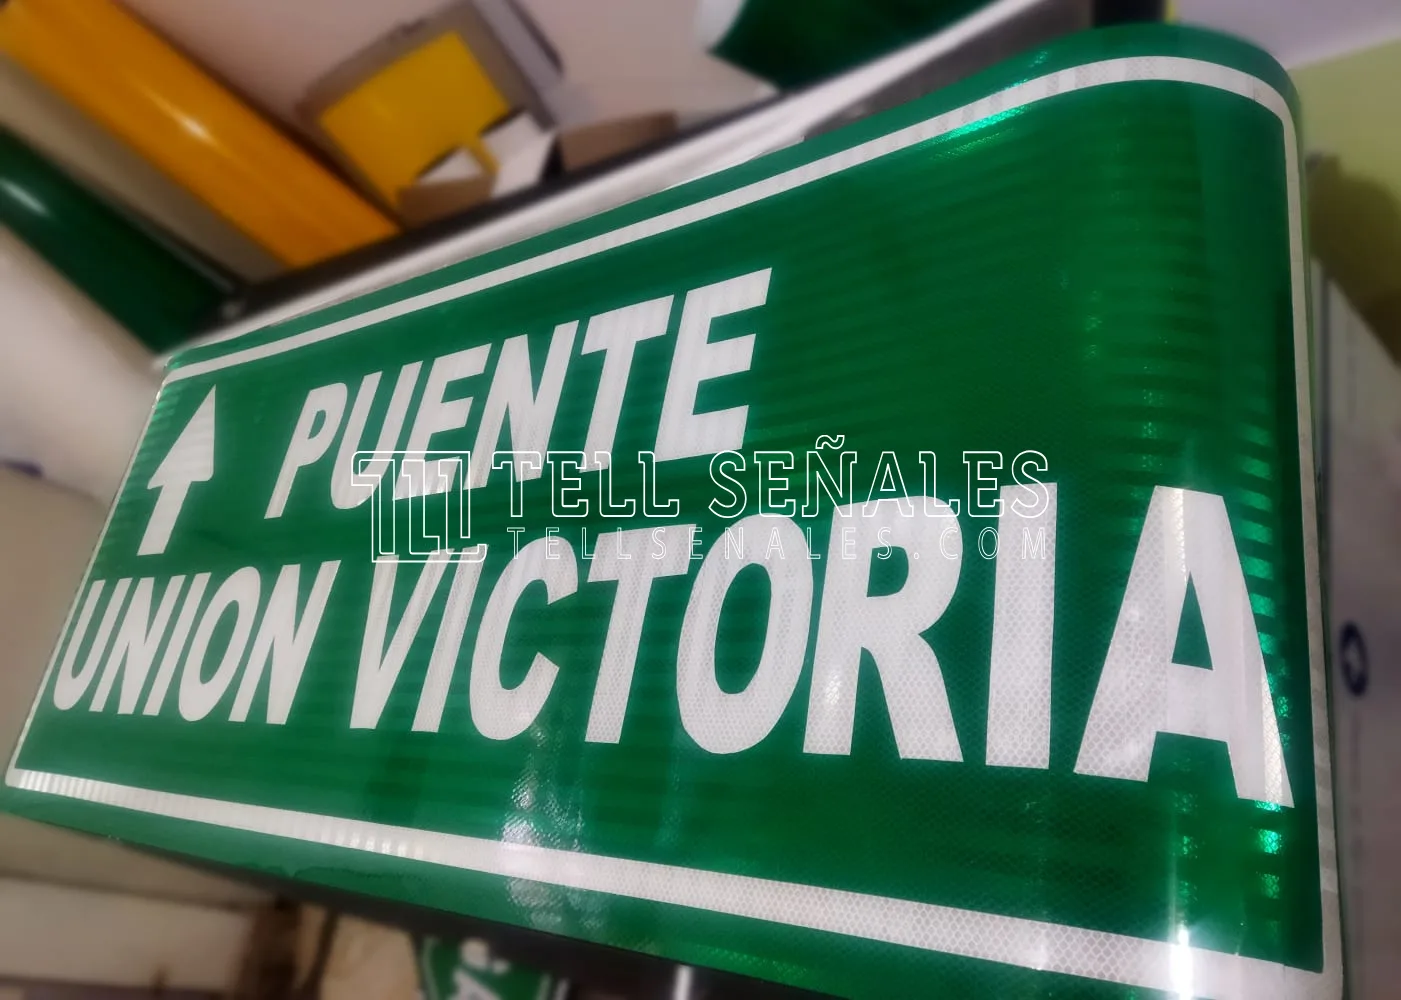 PUENTE
UNION VICTORIA
TELL SEÑALES
TELLSENALES.COM